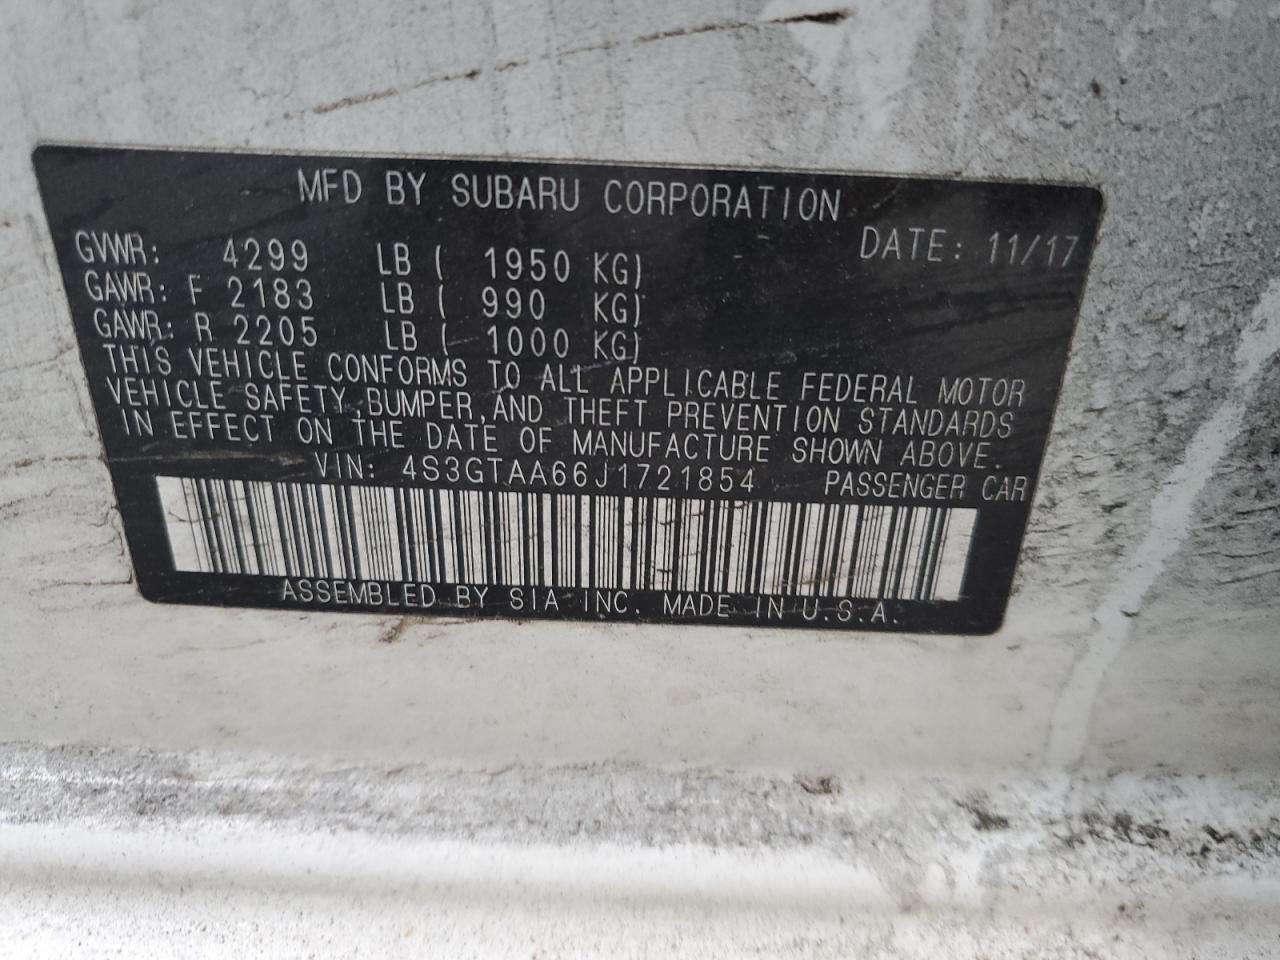 MFD BY SUBARU CORPORATION
GVWR: 4299 LB ( 1950 KG) DATE: 11/17
GAWR: F 2183 LB ( 990 KG)
GAWR: R 2205 LB ( 1000 KG)
THIS VEHICLE CONFORMS TO ALL APPLICABLE FEDERAL MOTOR
VEHICLE SAFETY,BUMPER,AND THEFT PREVENTION STANDARDS
IN EFFECT ON THE DATE OF MANUFACTURE SHOWN ABOVE.
VIN: 4S3GTAA66J1721854 PASSENGER CAR
ASSEMBLED BY SIA INC. MADE IN U.S.A.